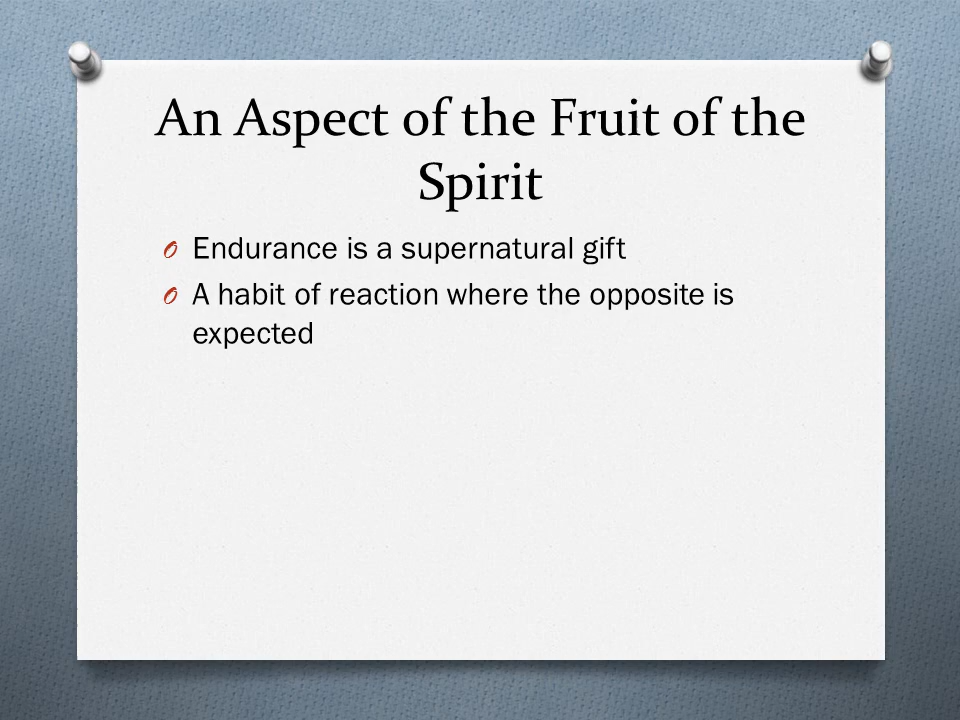 An Aspect of the Fruit of the
Spirit
Endurance is a supernatural gift
A habit of reaction where the opposite is
expected